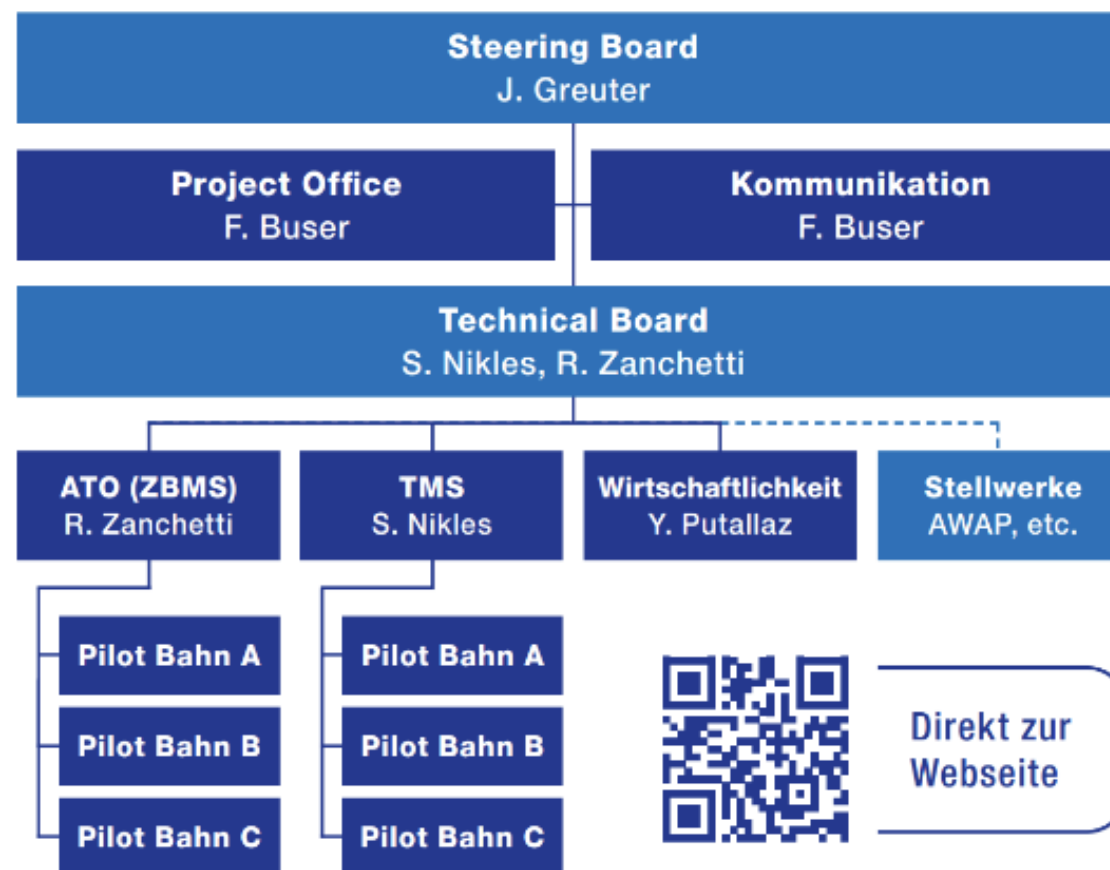 Steering Board
J. Greuter
Project Office
F. Buser
Kommunikation
F. Buser
Technical Board
S. Nikles, R. Zanchetti
ATO (ZBMS)
R. Zanchetti
TMS
S. Nikles
Wirtschaftlichkeit
Y. Putallaz
Stellwerke
AWAP, etc.
Pilot Bahn A
Pilot Bahn B
Pilot Bahn C
Pilot Bahn A
Pilot Bahn B
Pilot Bahn C
Direkt zur
Webseite